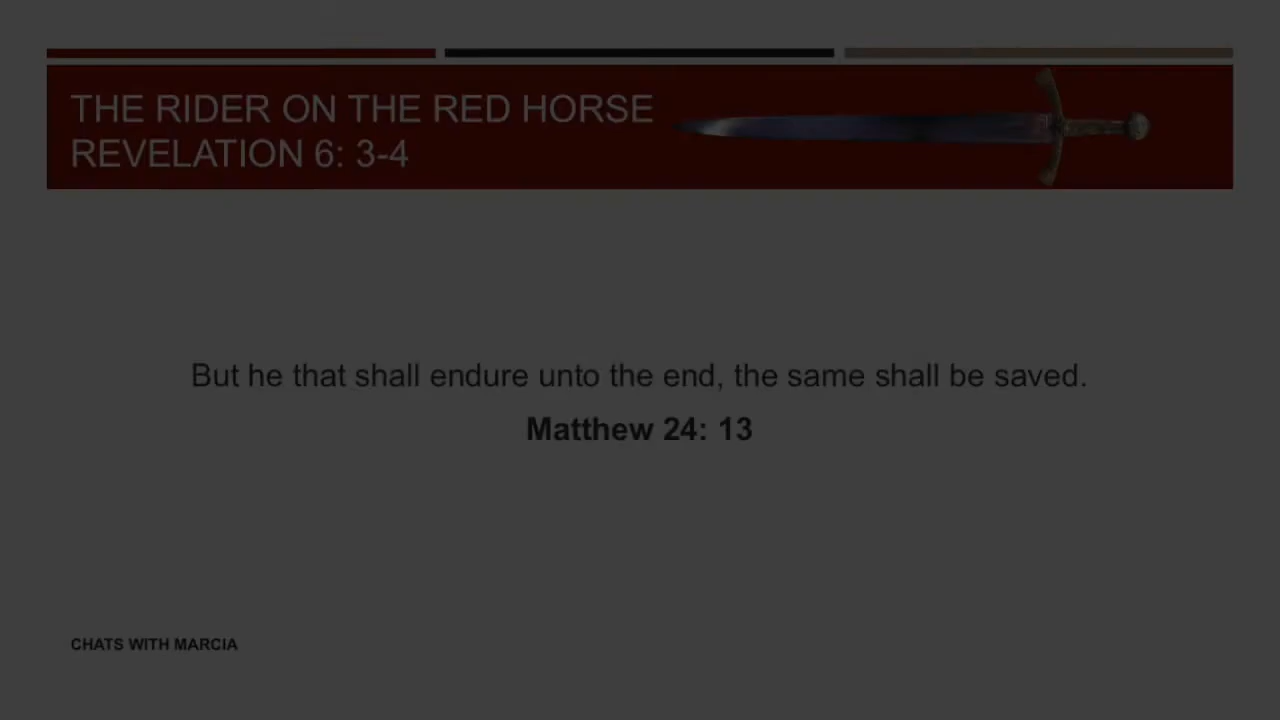 THE RIDER ON THE RED HORSE
REVELATION 6: 3-4
But he that shall endure unto the end, the same shall be saved.
Matthew 24: 13
CHATS WITH MARCIA